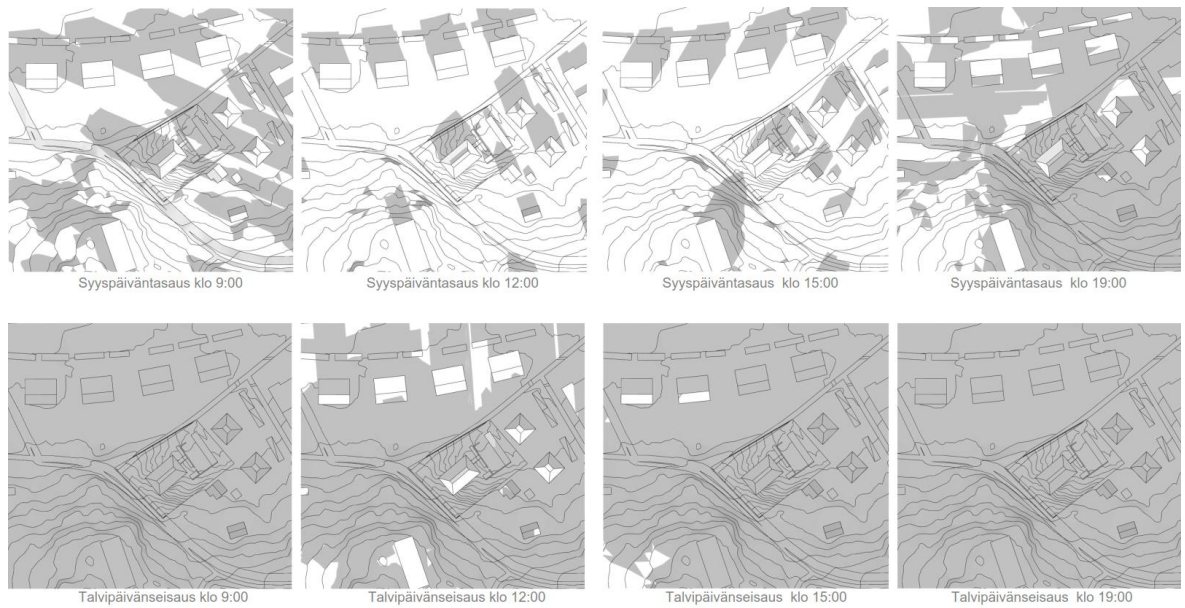 Syyspäiväntasaus klo 9:00
Syyspäiväntasaus klo 12:00
Syyspäiväntasaus  klo 15:00
Syyspäiväntasaus  klo 19:00
Talvipäivänseisaus klo 9:00
Talvipäivänseisaus klo 12:00
Talvipäivänseisaus  klo 15:00
Talvipäivänseisaus  klo 19:00